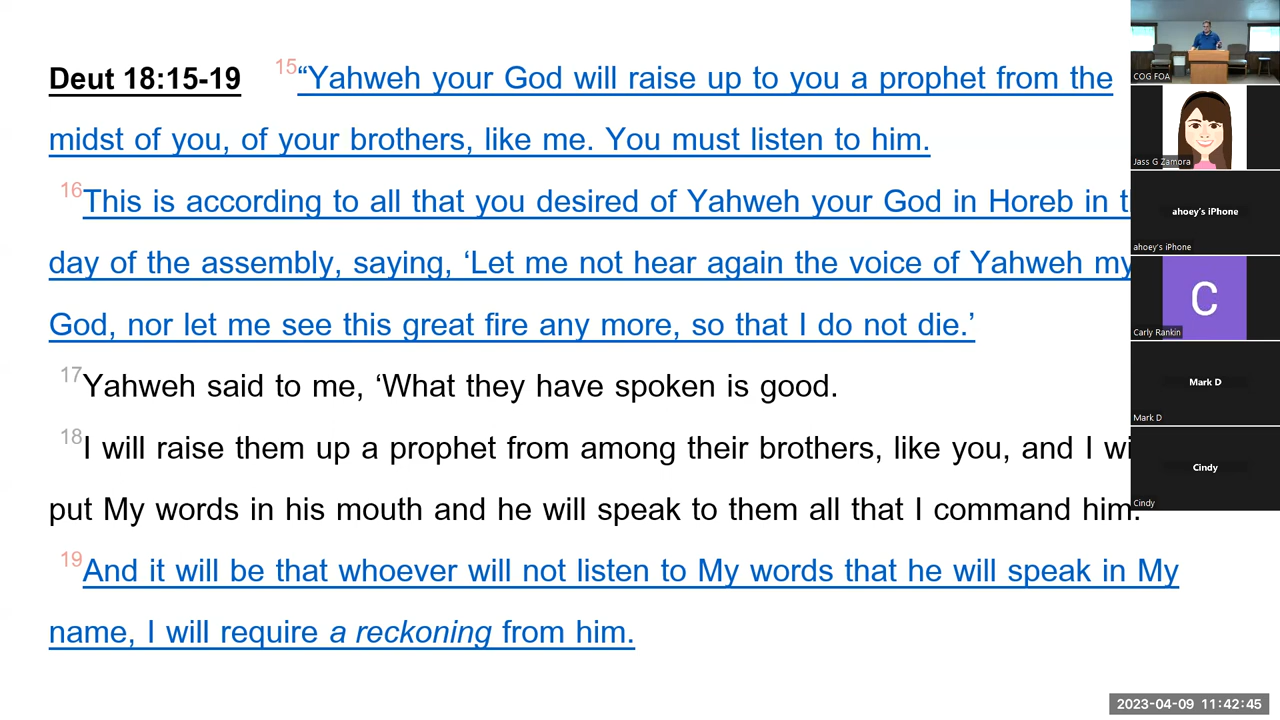 Deut 18:15-19 15“Yahweh your God will raise up to you a prophet from the
midst of you, of your brothers, like me. You must listen to him.
16This is according to all that you desired of Yahweh your God in Horeb in
day of the assembly, saying, ‘Let me not hear again the voice of Yahweh my
God, nor let me see this great fire any more, so that I do not die.’
17Yahweh said to me, ‘What they have spoken is good.
18I will raise them up a prophet from among their brothers, like you, and I
put My words in his mouth and he will speak to them all that I command him.
19And it will be that whoever will not listen to My words that he will speak in My
name, I will require a reckoning from him.
COG FOA
Jass G Zamora
ahoey's iPhone
ahoey's iPhone
C
Carly Rankin
Mark D
Mark D
Cindy
Cindy
2023-04-09 11:42:45